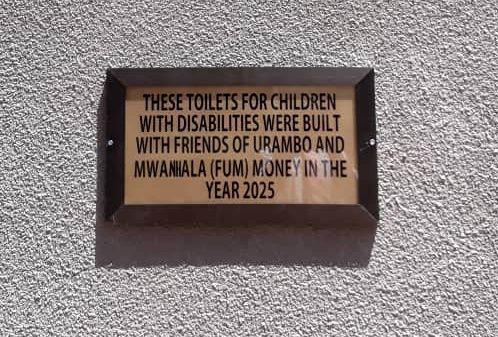 THESE TOILETS FOR CHILDREN
WITH DISABILITIES WERE BUILT
WITH FRIENDS OF URAMBO AND
(FUM) MONEY IN THE
YEAR 2025